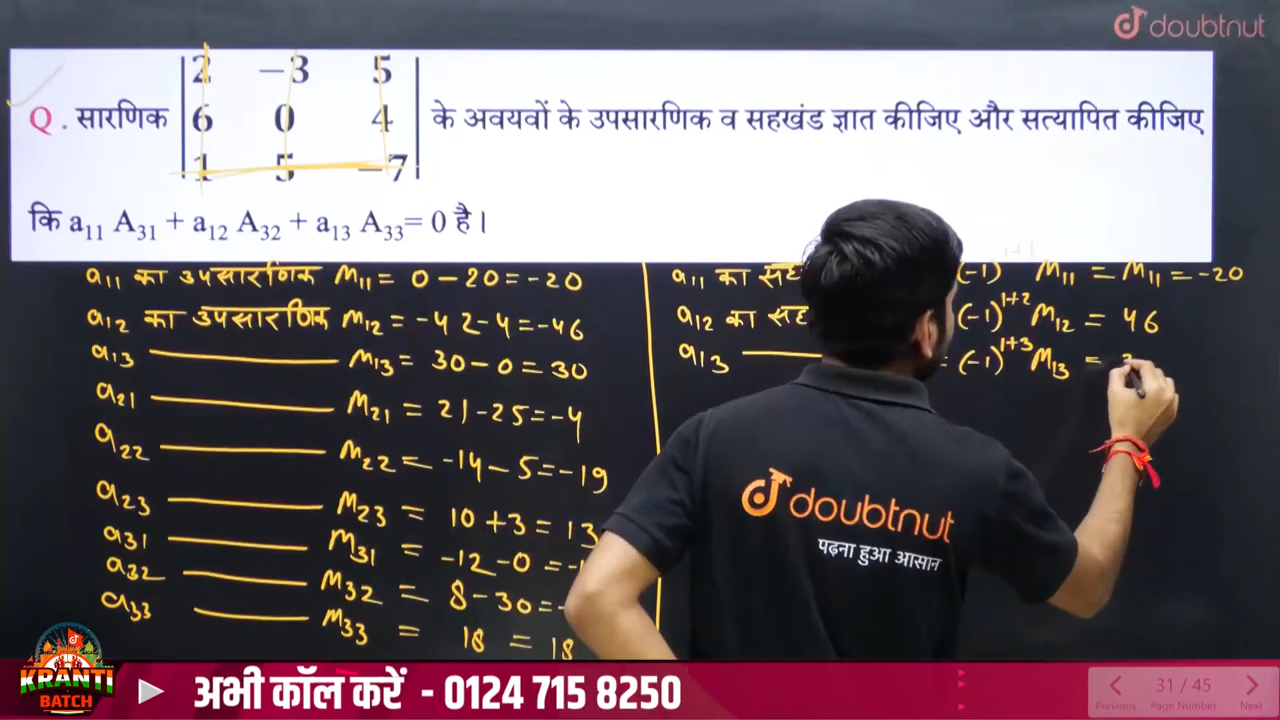 doubtnut
Q. सारणिक | 2 −3 5 |
| 6 0 4 |
| 1 5 −7 | के अवयवों के उपसारणिक व सहखंड ज्ञात कीजिए और सत्यापित कीजिए
कि a₁₁ A₃₁ + a₁₂ A₃₂ + a₁₃ A₃₃= 0 है।
a₁₁ का उपसारणिक M₁₁ = 0 − 20 = −20
a₁₂ का उपसारणिक M₁₂ = −42−4 = −46
a₁₃ —— M₁₃ = 30 − 0 = 30
a₂₁ —— M₂₁ = 21−25 = −4
a₂₂ —— M₂₂ = −14 − 5 = −19
a₂₃ —— M₂₃ = 10 + 3 = 13
a₃₁ —— M₃₁ = −12 − 0 = −
a₃₂ —— M₃₂ = 8 − 30 = −
a₃₃ —— M₃₃ = 18 = 18
a₁₁ का (−1)¹⁺¹ M₁₁ = M₁₁ = −20
a₁₂ का (−1)¹⁺² M₁₂ = 46
a₁₃ —— = (−1)¹⁺³ M₁₃ =
doubtnut
पढ़ना हुआ आसान
KRANTI
BATCH
अभी कॉल करें - 0124 715 8250
31 / 45
Previous Page Number Next